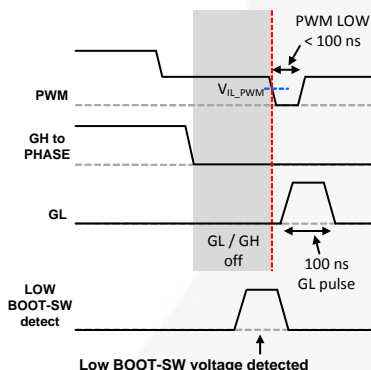 PWM LOW
< 100 ns
V_IL_PWM
PWM
GH to
PHASE
GL
GL / GH
off
100 ns
GL pulse
LOW
BOOT-SW
detect
Low BOOT-SW voltage detected